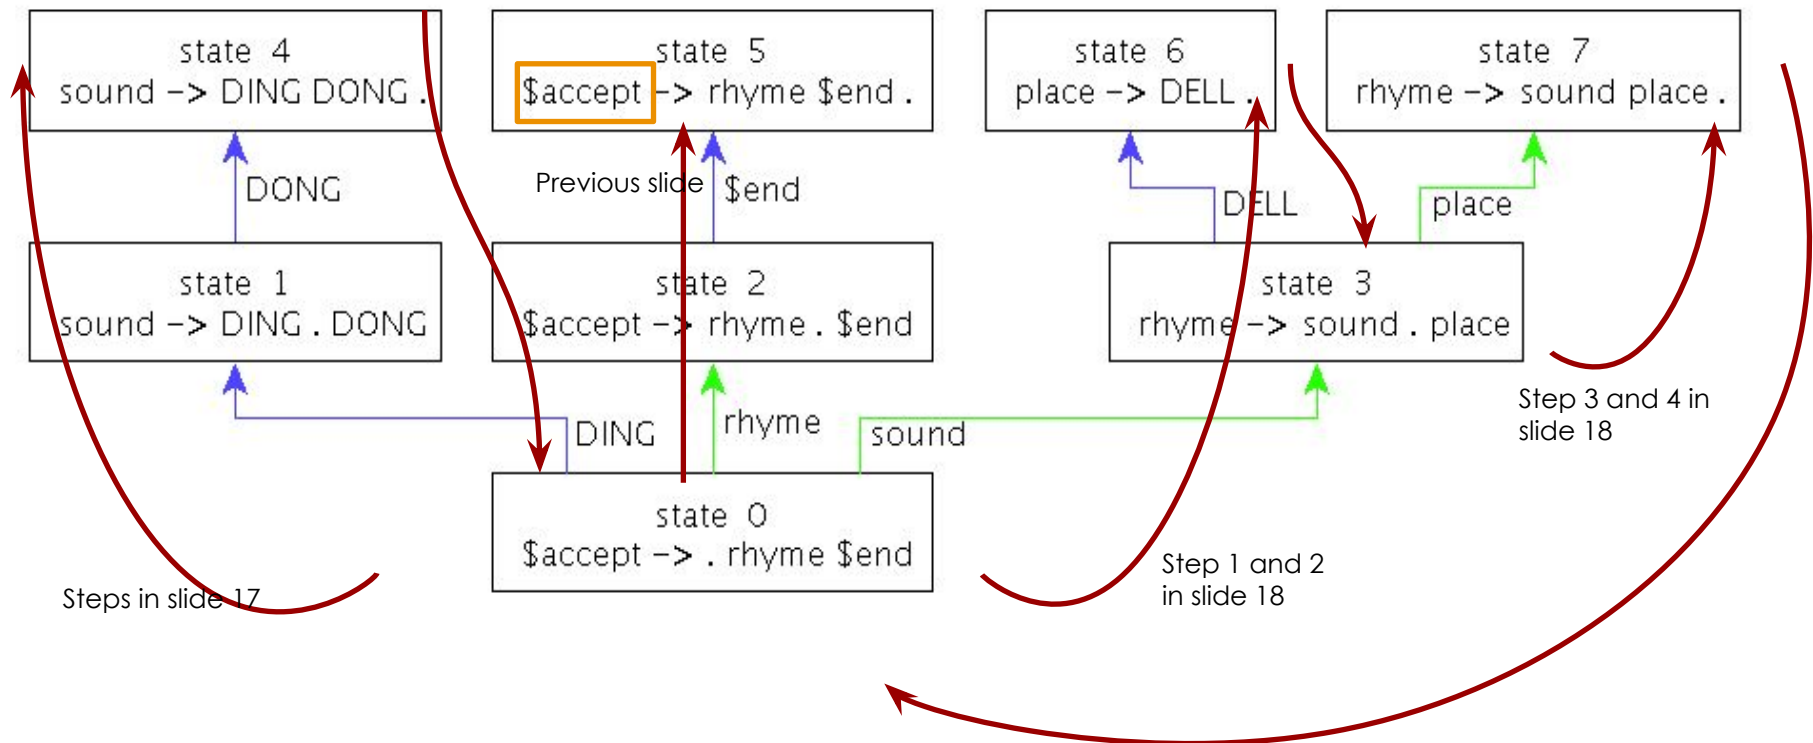 state 4
sound -> DING DONG .
state 5
$accept -> rhyme $end .
state 6
place -> DELL .
state 7
rhyme -> sound place .
DONG
Previous slide
$end
DELL
place
state 1
sound -> DING . DONG
state 2
$accept -> rhyme . $end
state 3
rhyme -> sound . place
DING
rhyme
sound
Step 3 and 4 in
slide 18
state 0
$accept -> . rhyme $end
Steps in slide 17
Step 1 and 2
in slide 18